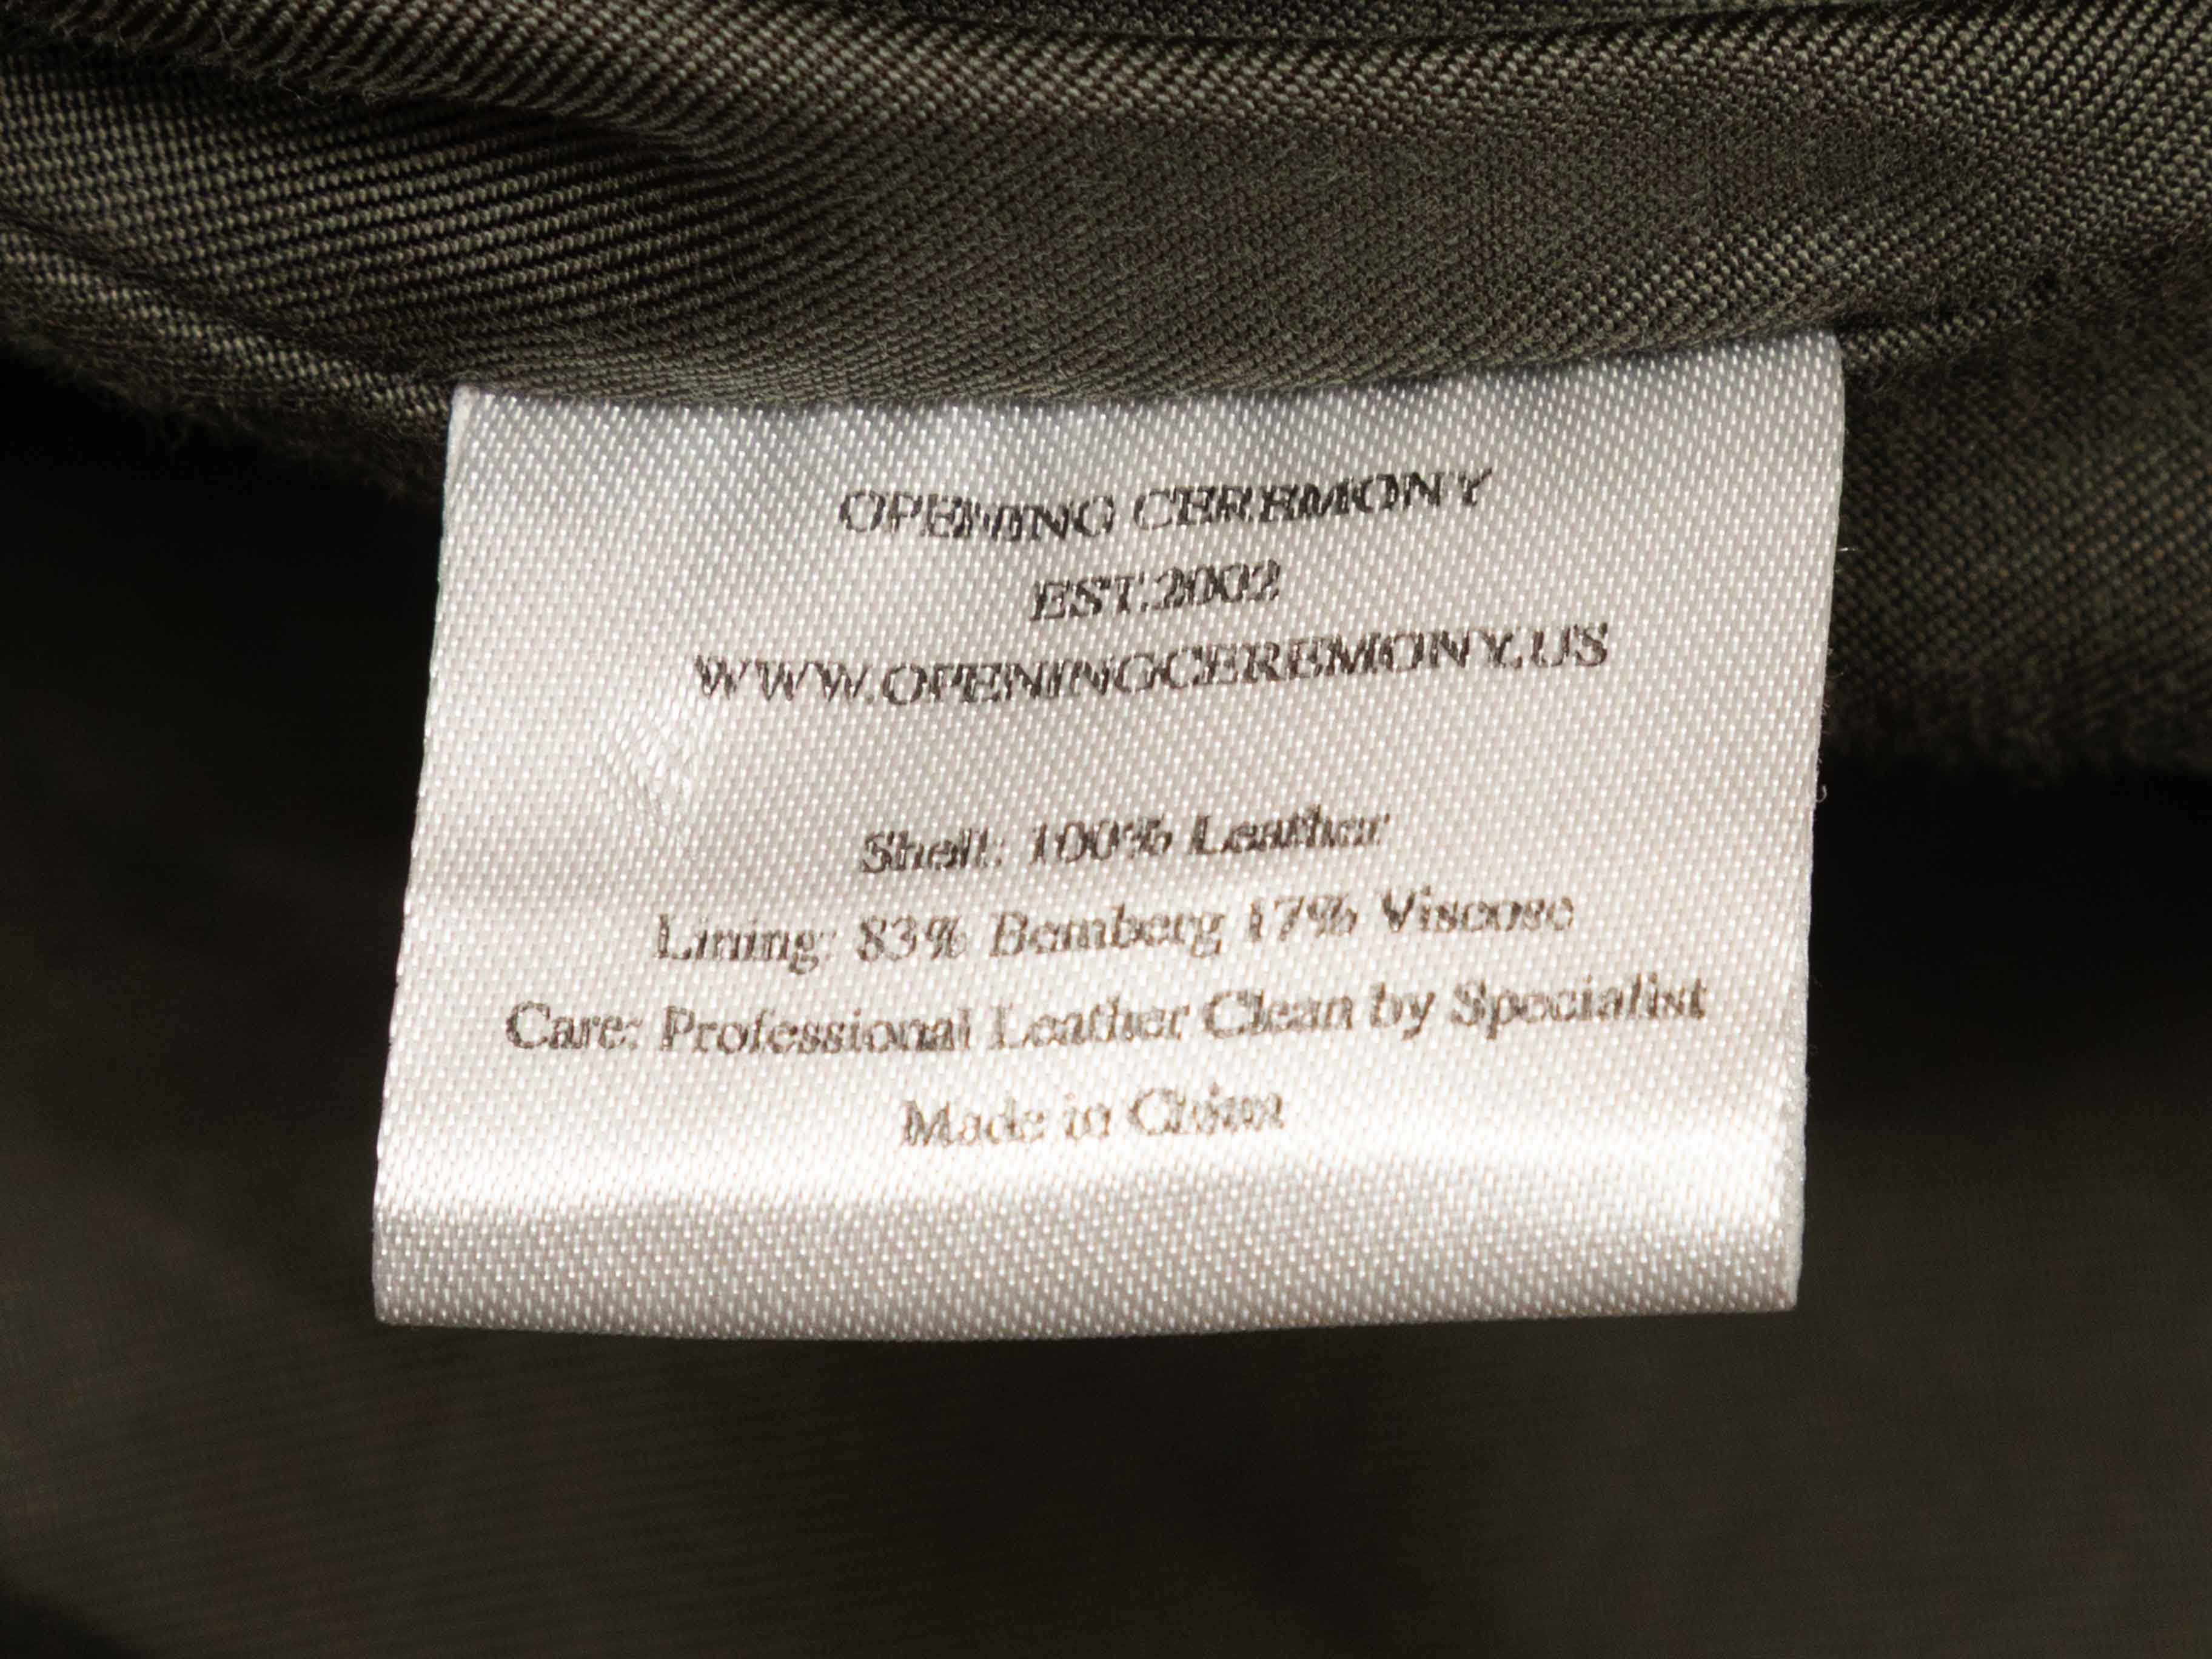 OPENING CEREMONY
EST.2002
WWW.OPENINGCEREMONY.US
Shell: 100% Leather
Lining: 83% Bemberg 17% Viscose
Care: Professional Leather Clean by Specialist
Made in China